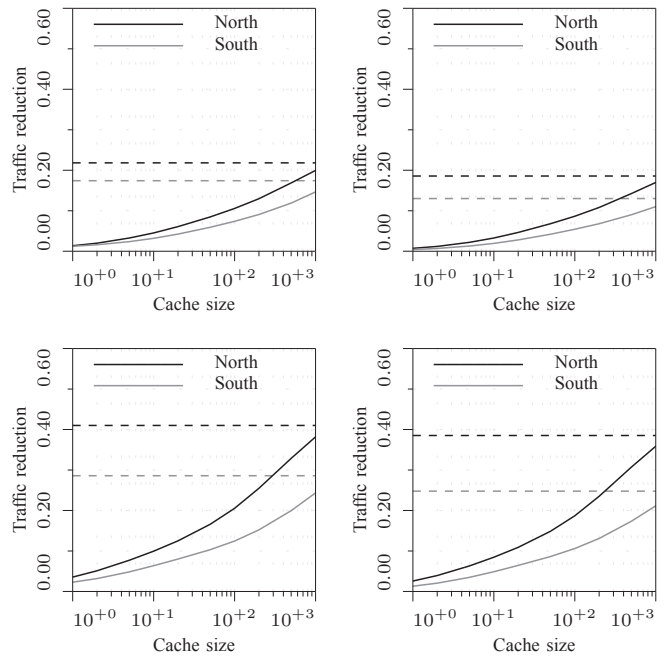 North
South
Traffic reduction
0.00 0.20 0.40 0.60
10⁺⁰ 10⁺¹ 10⁺² 10⁺³
Cache size
North
South
Traffic reduction
0.00 0.20 0.40 0.60
10⁺⁰ 10⁺¹ 10⁺² 10⁺³
Cache size
North
South
Traffic reduction
0.00 0.20 0.40 0.60
10⁺⁰ 10⁺¹ 10⁺² 10⁺³
Cache size
North
South
Traffic reduction
0.00 0.20 0.40 0.60
10⁺⁰ 10⁺¹ 10⁺² 10⁺³
Cache size